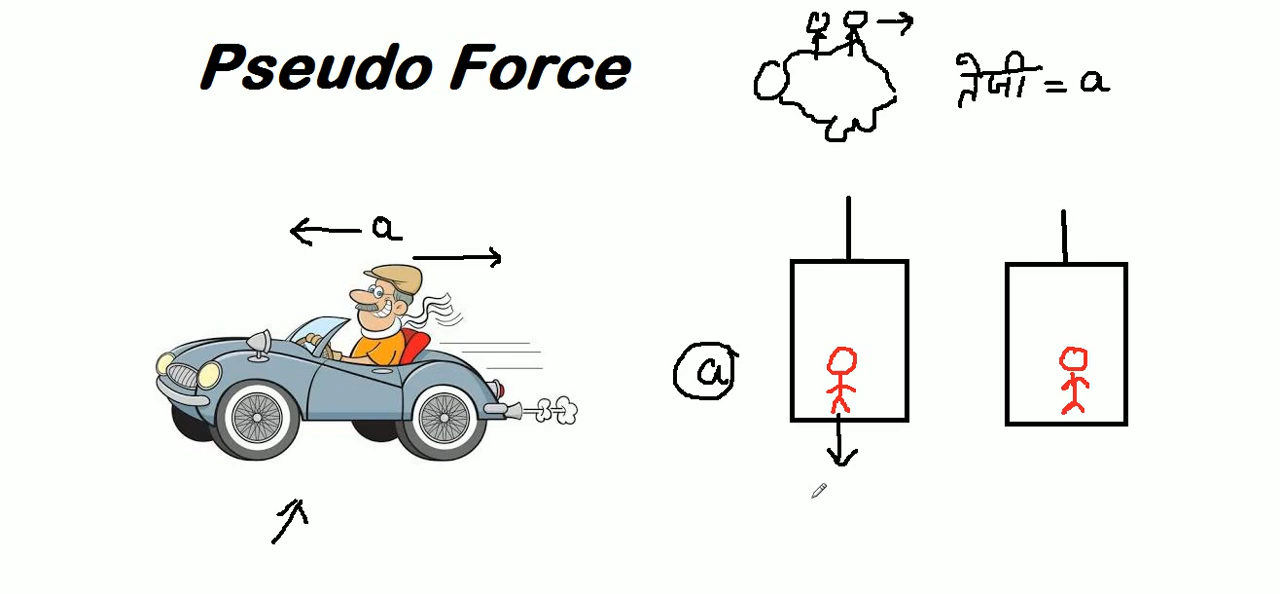 Pseudo Force
= a
a
a